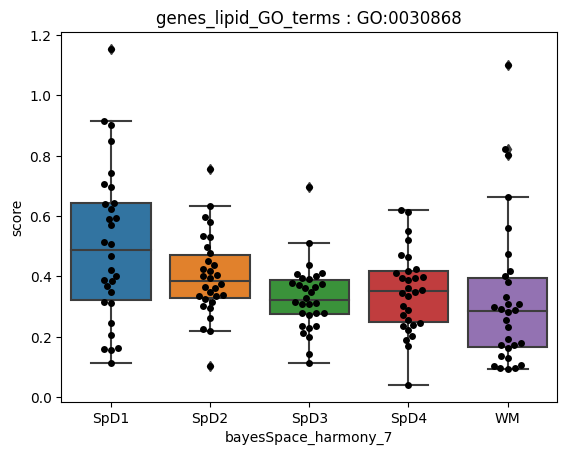 genes_lipid_GO_terms : GO:0030868
1.2
1.0
0.8
0.6
0.4
0.2
0.0
score
SpD1 SpD2 SpD3 SpD4 WM
bayesSpace_harmony_7